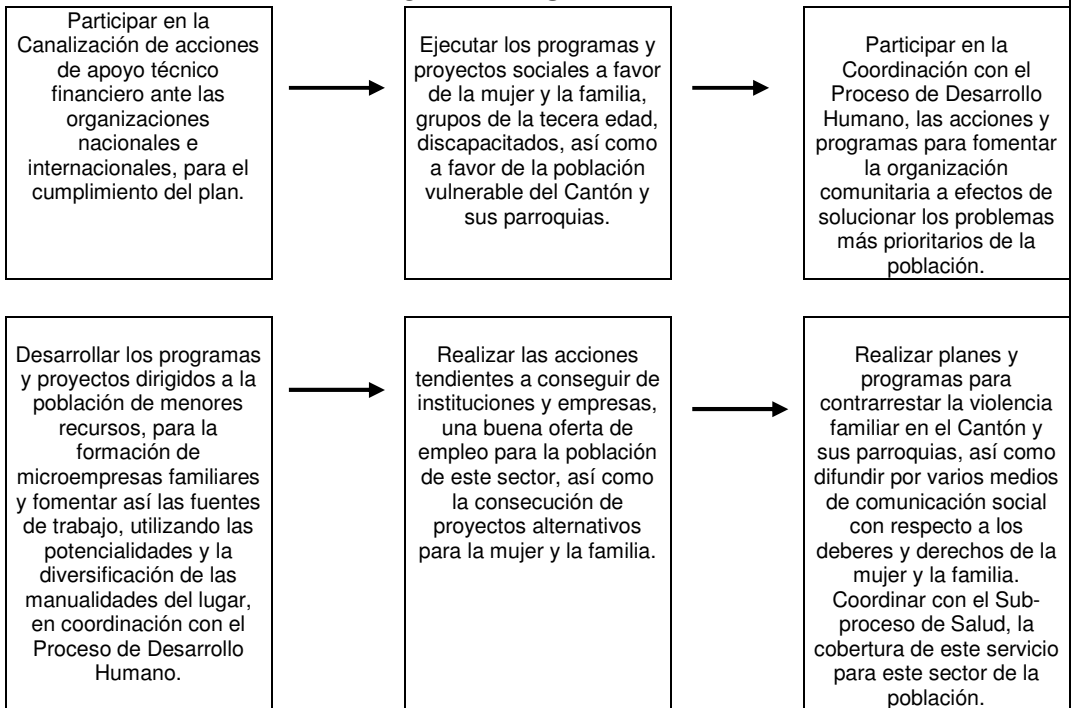 Participar en la
Canalización de acciones
de apoyo técnico
financiero ante las
organizaciones
nacionales e
internacionales, para el
cumplimiento del plan.
Ejecutar los programas y
proyectos sociales a favor
de la mujer y la familia,
grupos de la tecera edad,
discapacitados, así como
a favor de la población
vulnerable del Cantón y
sus parroquias.
Participar en la
Coordinación con el
Proceso de Desarrollo
Humano, las acciones y
programas para fomentar
la organización
comunitaria a efectos de
solucionar los problemas
más prioritarios de la
población.
Desarrollar los programas
y proyectos dirigidos a la
población de menores
recursos, para la
formación de
microempresas familiares
y fomentar así las fuentes
de trabajo, utilizando las
potencialidades y la
diversificación de las
manualidades del lugar,
en coordinación con el
Proceso de Desarrollo
Humano.
Realizar las acciones
tendientes a conseguir de
instituciones y empresas,
una buena oferta de
empleo para la población
de este sector, así como
la consecución de
proyectos alternativos
para la mujer y la familia.
Realizar planes y
programas para
contrarrestar la violencia
familiar en el Cantón y
sus parroquias, así como
difundir por varios medios
de comunicación social
con respecto a los
deberes y derechos de la
mujer y la familia.
Coordinar con el Sub-
proceso de Salud, la
cobertura de este servicio
para este sector de la
población.